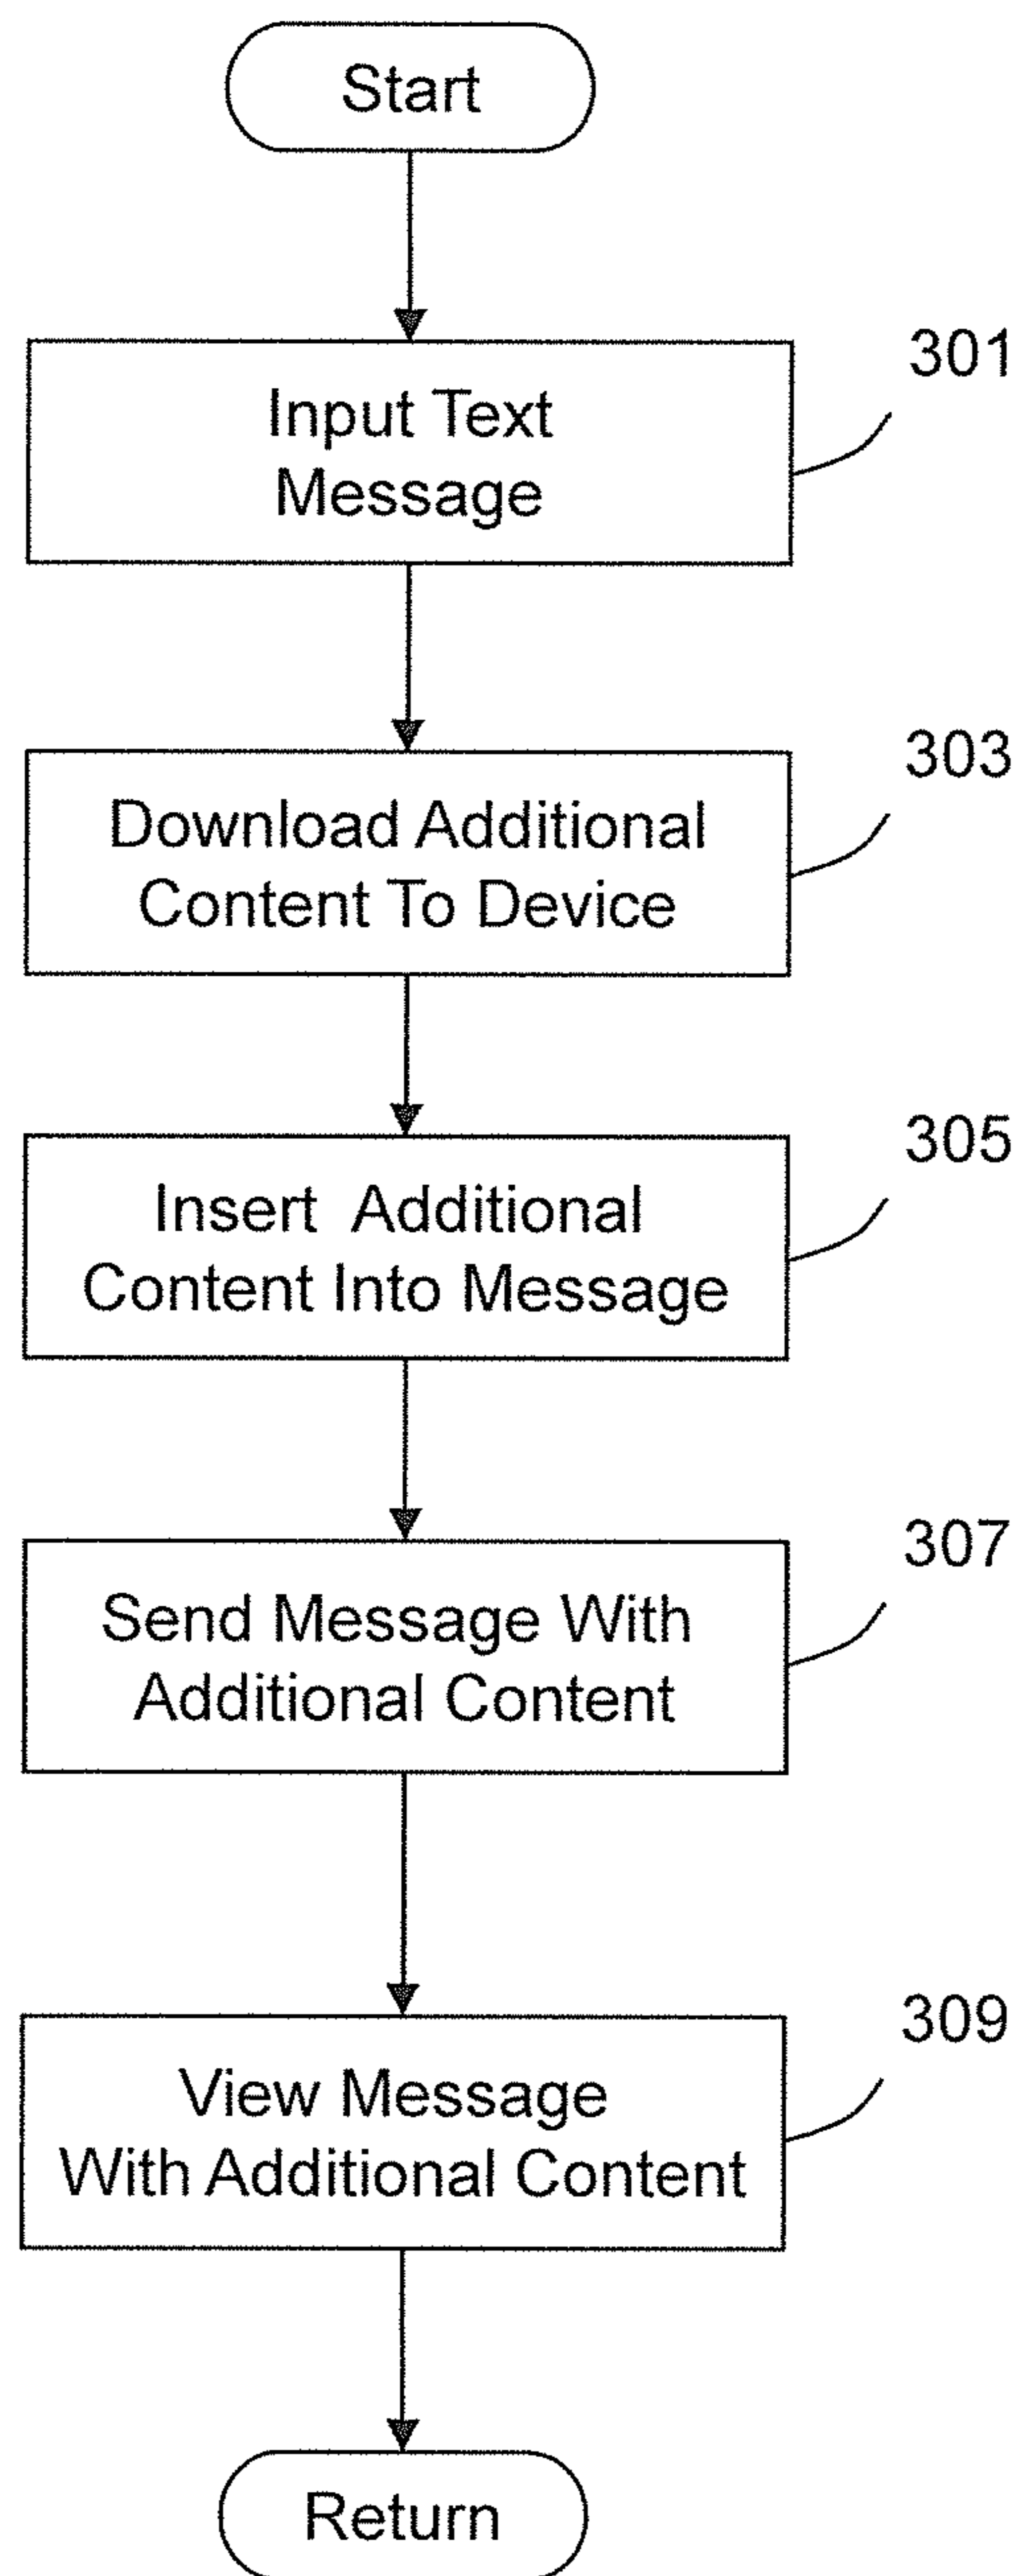 Start
301
Input Text
Message
303
Download Additional
Content To Device
305
Insert Additional
Content Into Message
307
Send Message With
Additional Content
309
View Message
With Additional Content
Return